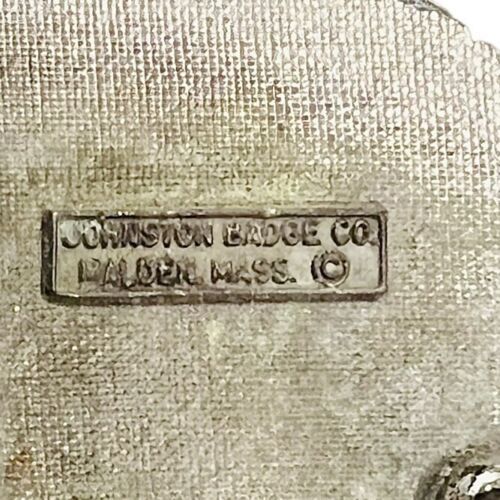 JOHNSTON BADGE CO.
MALDEN, MASS. ©